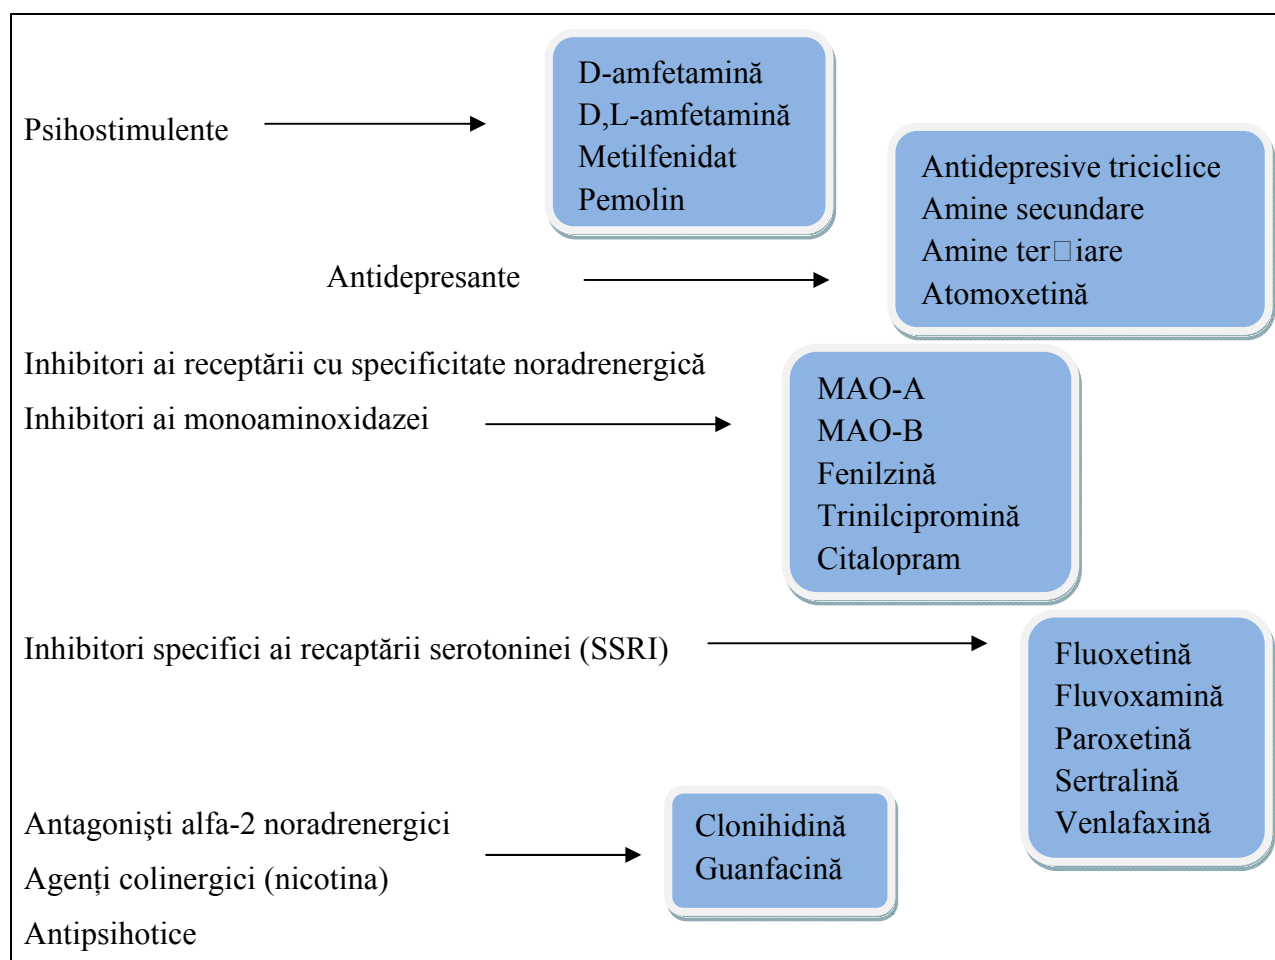 Psihostimulente
D-amfetamină
D,L-amfetamină
Metilfenidat
Pemolin
Antidepresante
Antidepresive triciclice
Amine secundare
Amine ter□iare
Atomoxetină
Inhibitori ai receptării cu specificitate noradrenergică
Inhibitori ai monoaminoxidazei
MAO-A
MAO-B
Fenilzină
Trinilcipromină
Citalopram
Inhibitori specifici ai recaptării serotoninei (SSRI)
Fluoxetină
Fluvoxamină
Paroxetină
Sertralină
Venlafaxină
Antagonişti alfa-2 noradrenergici
Agenți colinergici (nicotina)
Antipsihotice
Clonihidină
Guanfacină